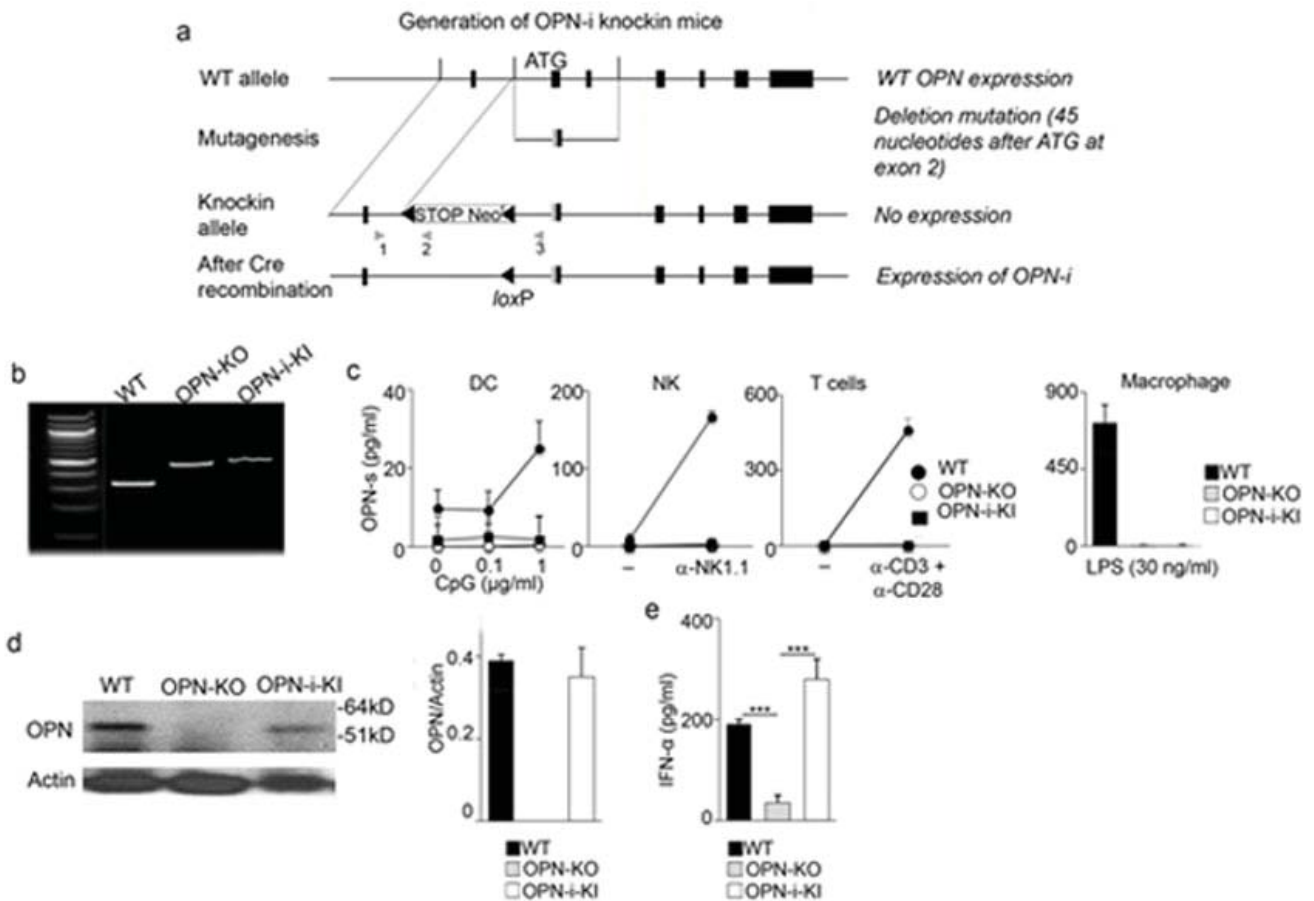 Generation of OPN-i knockin mice
a
ATG
WT allele
WT OPN expression
Mutagenesis
Deletion mutation (45
nucleotides after ATG at
exon 2)
Knockin
allele
STOP Neo^r
No expression
1
2
3
After Cre
recombination
loxP
Expression of OPN-i
b
WT
OPN-KO
OPN-i-KI
c
DC
NK
T cells
Macrophage
OPN-s (pg/ml)
40
20
0
0
0.1
1
CpG (µg/ml)
200
100
0
–
α-NK1.1
600
300
0
–
α-CD3 +
α-CD28
WT
OPN-KO
OPN-i-KI
900
450
0
LPS (30 ng/ml)
WT
OPN-KO
OPN-i-KI
d
WT
OPN-KO
OPN-i-KI
OPN
-64kD
-51kD
Actin
OPN/Actin
0.4
0.2
0
WT
OPN-KO
OPN-i-KI
e
IFN-α (pg/ml)
400
200
0
***
***
WT
OPN-KO
OPN-i-KI